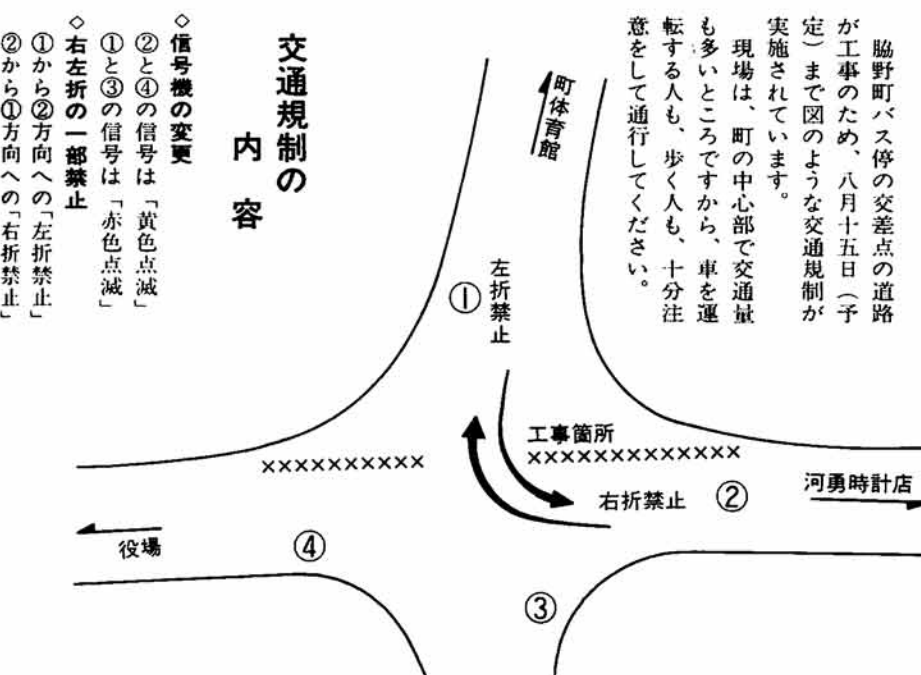 脇野町バス停の交差点の道路
が工事のため、八月十五日（予
定）まで図のような交通規制が
実施されています。
現場は、町の中心部で交通量
も多いところですから、車を運
転する人も、歩く人も、十分注
意をして通行してください。
町体育館
左折禁止
①
工事箇所
××××××××××
×××××××××××××
右折禁止
②
河勇時計店
役場
④
③
交通規制の
内容
◇信号機の変更
②と④の信号は「黄色点滅」
①と③の信号は「赤色点滅」
◇右左折の一部禁止
①から②方向への「左折禁止」
②から①方向への「右折禁止」